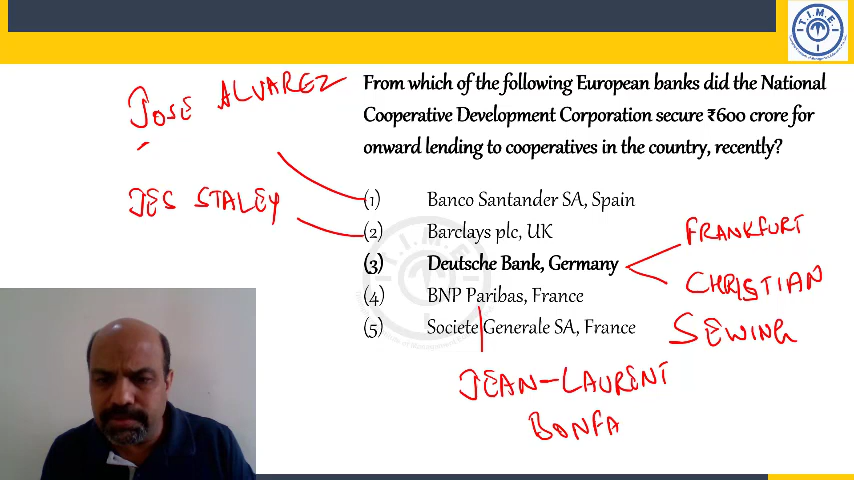 T.I.M.E.
From which of the following European banks did the National
Cooperative Development Corporation secure ₹600 crore for
onward lending to cooperatives in the country, recently?
JOSE ALVAREZ
(1) Banco Santander SA, Spain
JES STALEY
(2) Barclays plc, UK
FRANKFURT
(3) Deutsche Bank, Germany
CHRISTIAN
(4) BNP Paribas, France
(5) Societe Generale SA, France
SEWING
JEAN-LAURENT
BONFA